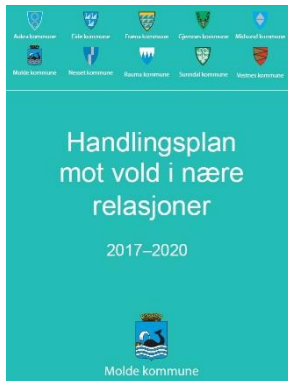 Aukra kommune Eide kommune Fræna kommune Gjemnes kommune Midsund kommune
Molde kommune Nesset kommune Rauma kommune Sunndal kommune Vestnes kommune
Handlingsplan
mot vold i nære
relasjoner
2017–2020
Molde kommune